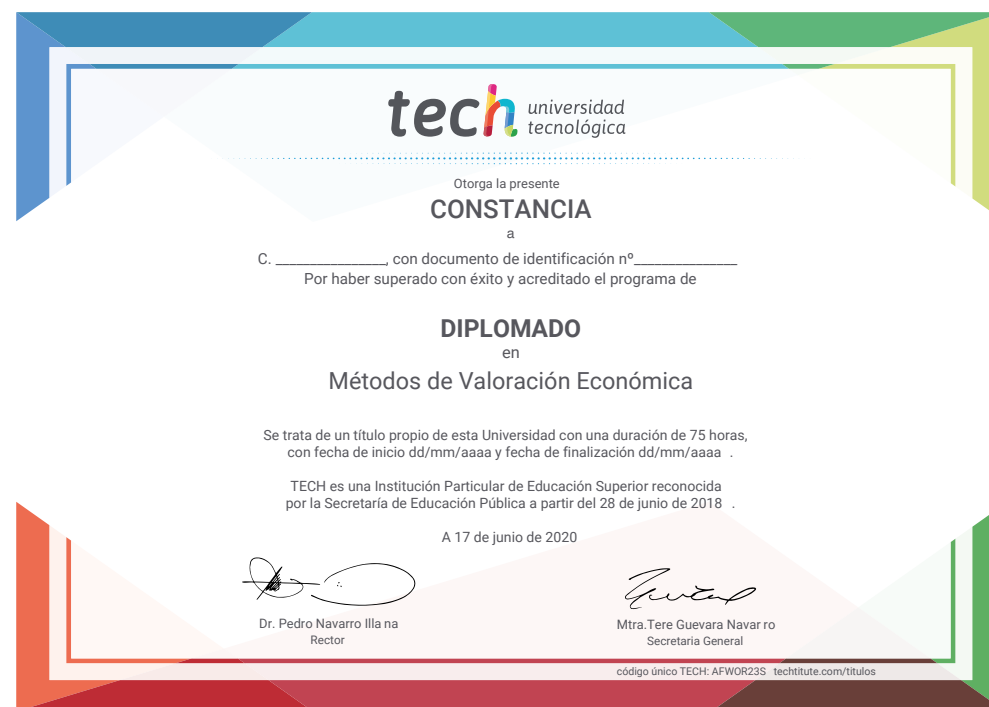 tech universidad
tecnológica
Otorga la presente
CONSTANCIA
a
C. ________________, con documento de identificación nº_______________
Por haber superado con éxito y acreditado el programa de
DIPLOMADO
en
Métodos de Valoración Económica
Se trata de un título propio de esta Universidad con una duración de 75 horas,
con fecha de inicio dd/mm/aaaa y fecha de finalización dd/mm/aaaa .
TECH es una Institución Particular de Educación Superior reconocida
por la Secretaría de Educación Pública a partir del 28 de junio de 2018 .
A 17 de junio de 2020
Dr. Pedro Navarro Illa na
Rector
Mtra.Tere Guevara Navar ro
Secretaria General
código único TECH: AFWOR23S techtitute.com/titulos